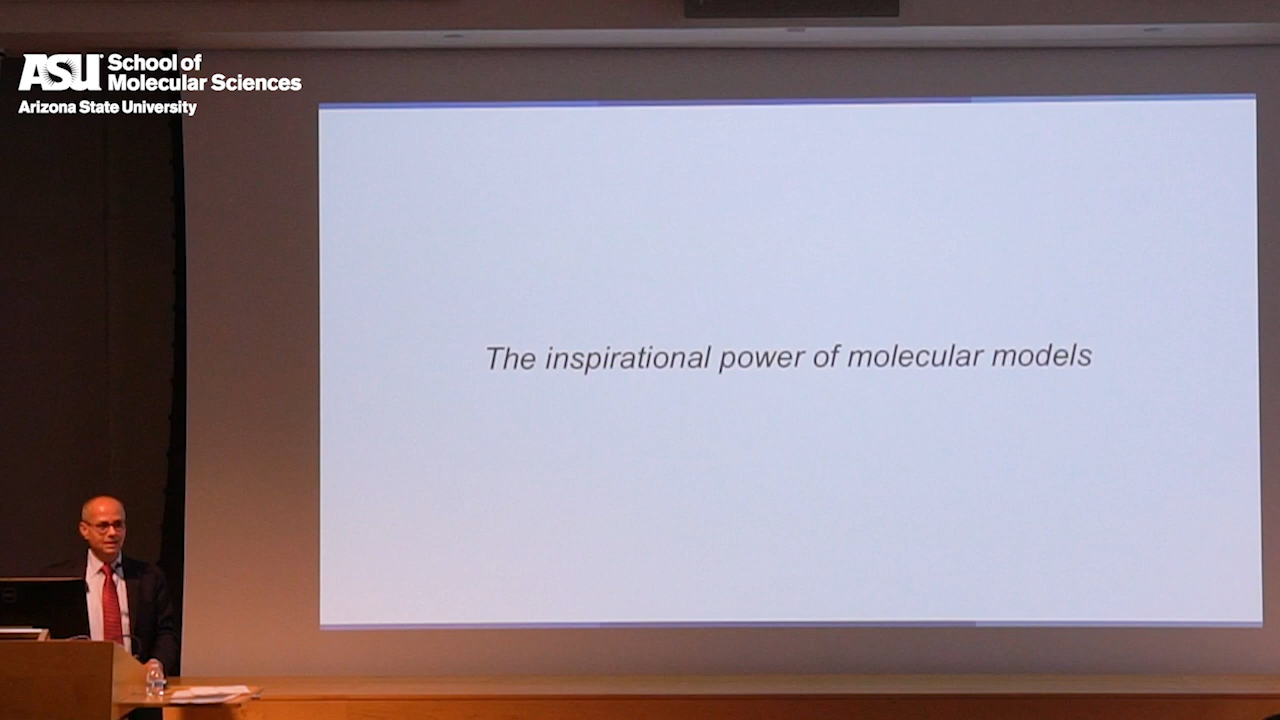 ASU School of
Molecular Sciences
Arizona State University
The inspirational power of molecular models